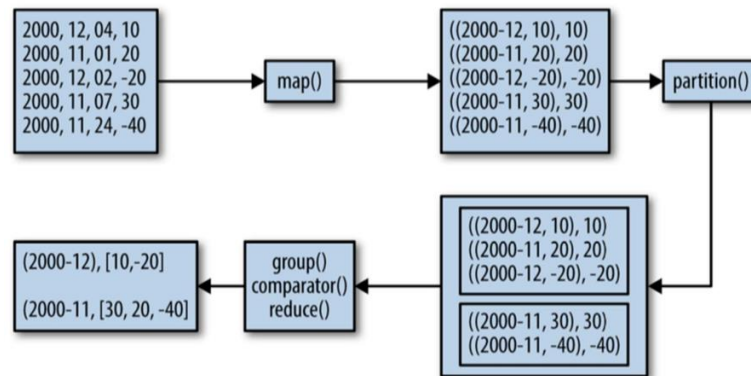 2000, 12, 04, 10
2000, 11, 01, 20
2000, 12, 02, -20
2000, 11, 07, 30
2000, 11, 24, -40
map()
((2000-12, 10), 10)
((2000-11, 20), 20)
((2000-12, -20), -20)
((2000-11, 30), 30)
((2000-11, -40), -40)
partition()
((2000-12, 10), 10)
((2000-11, 20), 20)
((2000-12, -20), -20)
((2000-11, 30), 30)
((2000-11, -40), -40)
group()
comparator()
reduce()
(2000-12), [10,-20]
(2000-11, [30, 20, -40]